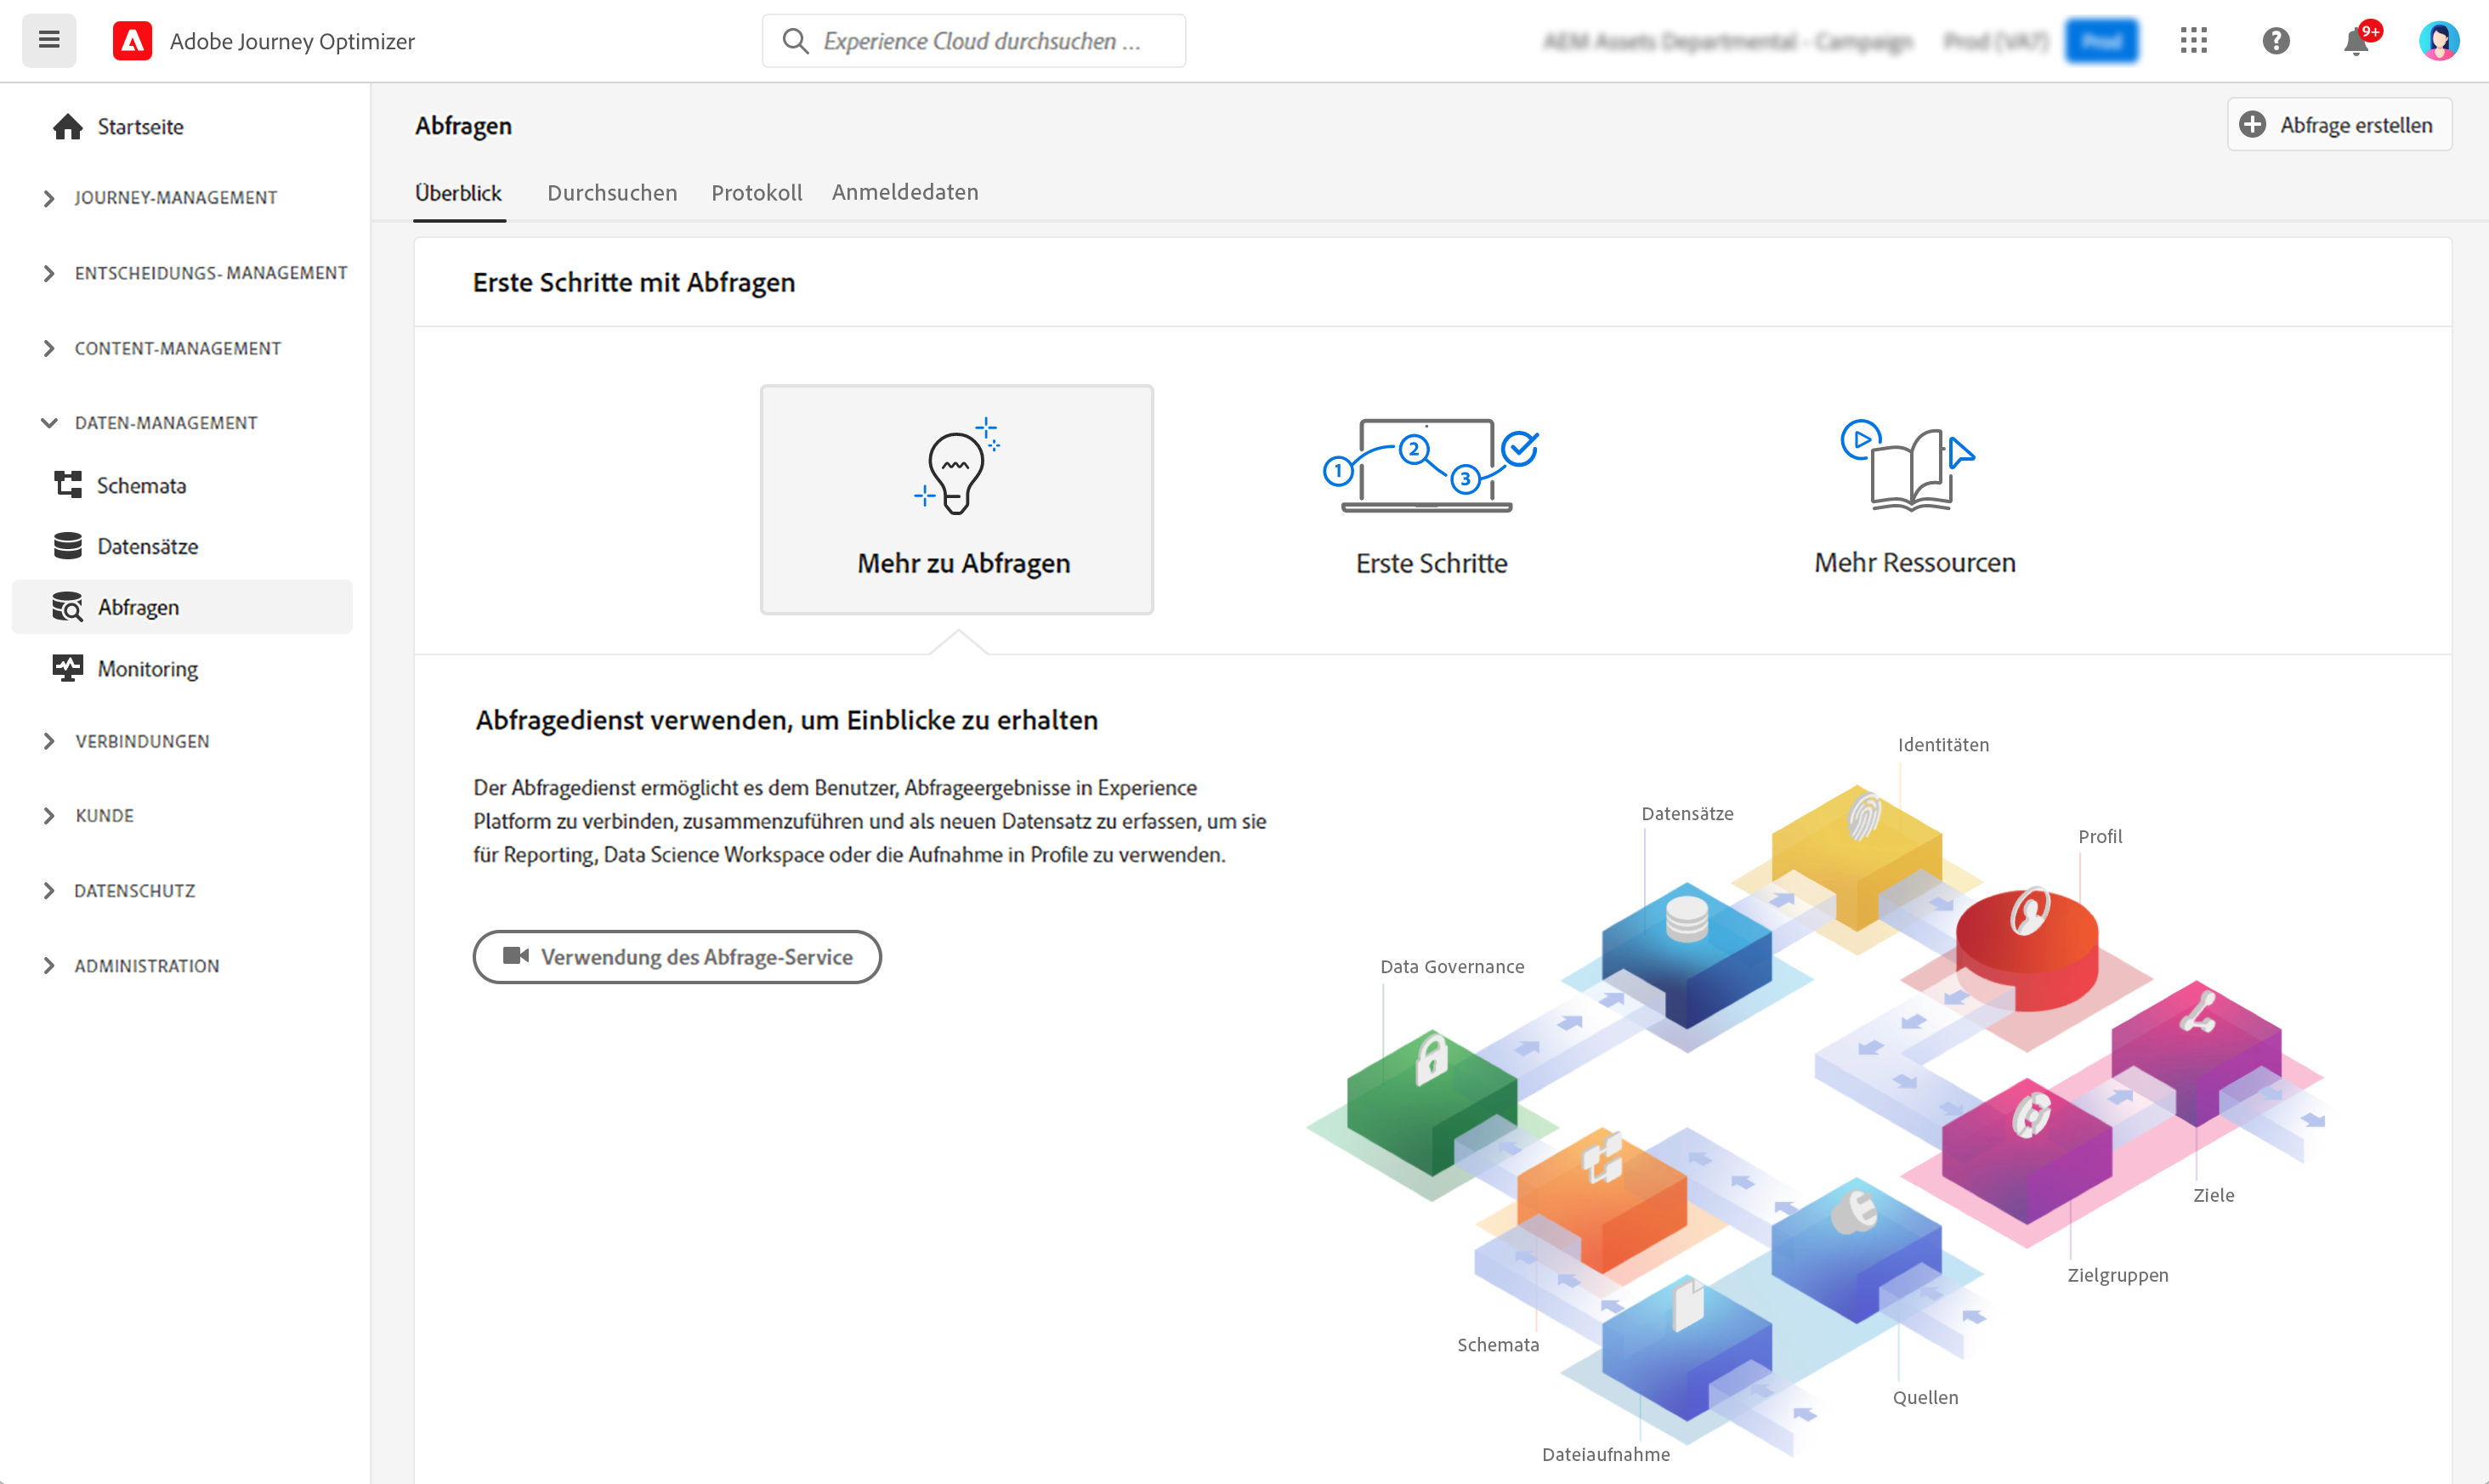 Adobe Journey Optimizer
Experience Cloud durchsuchen ...
9+
Startseite
JOURNEY-MANAGEMENT
ENTSCHEIDUNGS- MANAGEMENT
CONTENT-MANAGEMENT
DATEN-MANAGEMENT
Schemata
Datensätze
Abfragen
Monitoring
VERBINDUNGEN
KUNDE
DATENSCHUTZ
ADMINISTRATION
Abfragen
Abfrage erstellen
Überblick
Durchsuchen
Protokoll
Anmeldedaten
Erste Schritte mit Abfragen
Mehr zu Abfragen
1
2
3
Erste Schritte
Mehr Ressourcen
Abfragedienst verwenden, um Einblicke zu erhalten
Der Abfragedienst ermöglicht es dem Benutzer, Abfrageergebnisse in Experience
Platform zu verbinden, zusammenzuführen und als neuen Datensatz zu erfassen, um sie
für Reporting, Data Science Workspace oder die Aufnahme in Profile zu verwenden.
Verwendung des Abfrage-Service
Identitäten
Datensätze
Profil
Data Governance
Ziele
Zielgruppen
Schemata
Quellen
Dateiaufnahme